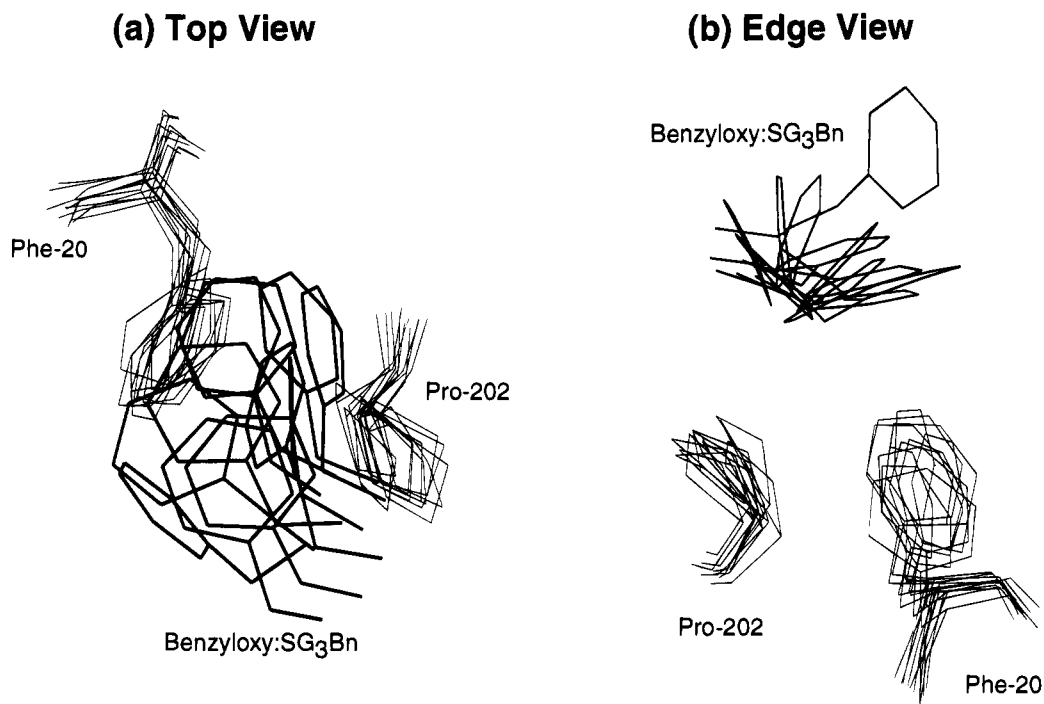 (a) Top View
(b) Edge View
Benzyloxy:SG3Bn
Phe-20
Pro-202
Benzyloxy:SG3Bn
Pro-202
Phe-20